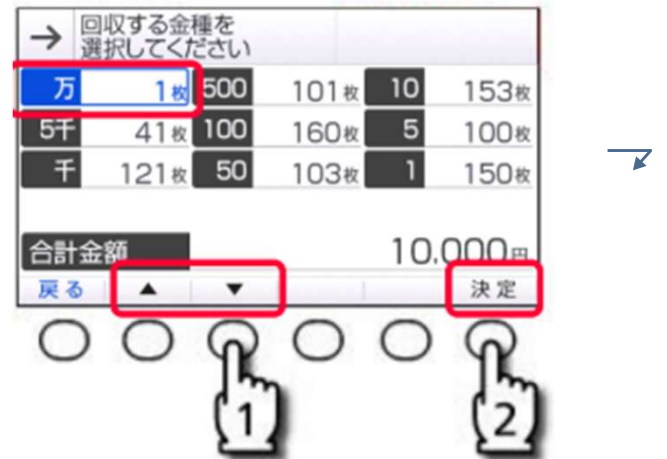 → 回収する金種を
選択してください
万 1枚 500 101枚 10 153枚
5千 41枚 100 160枚 5 100枚
千 121枚 50 103枚 1 150枚
合計金額 10,000円
戻る ▲ ▼ 決定
1 2